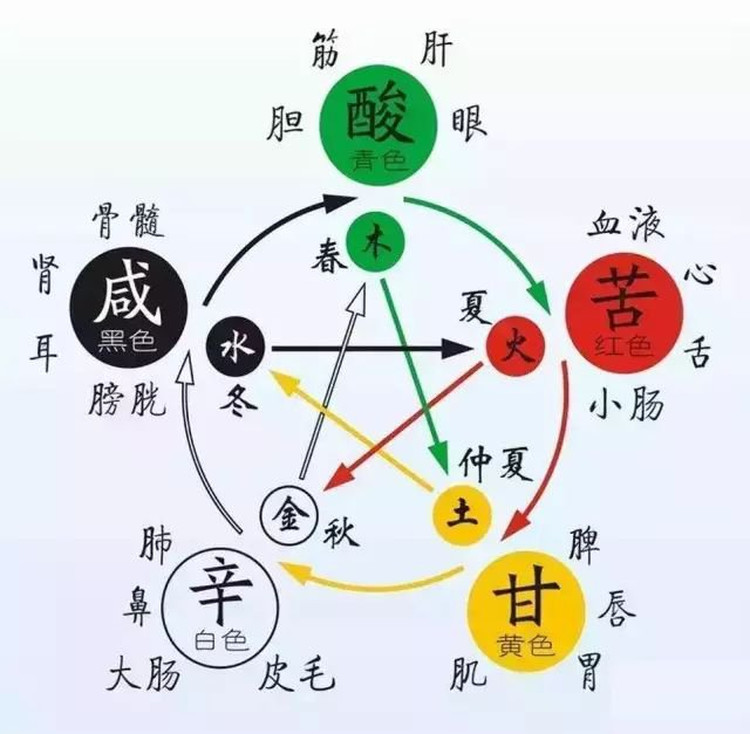 筋
肝
胆
酸
青色
眼
骨髓
肾
咸
黑色
耳
膀胱
春
木
血液
心
苦
红色
舌
小肠
夏
火
水
冬
仲夏
土
金
秋
肺
鼻
辛
白色
大肠
皮毛
脾
甘
黄色
唇
肌
胃